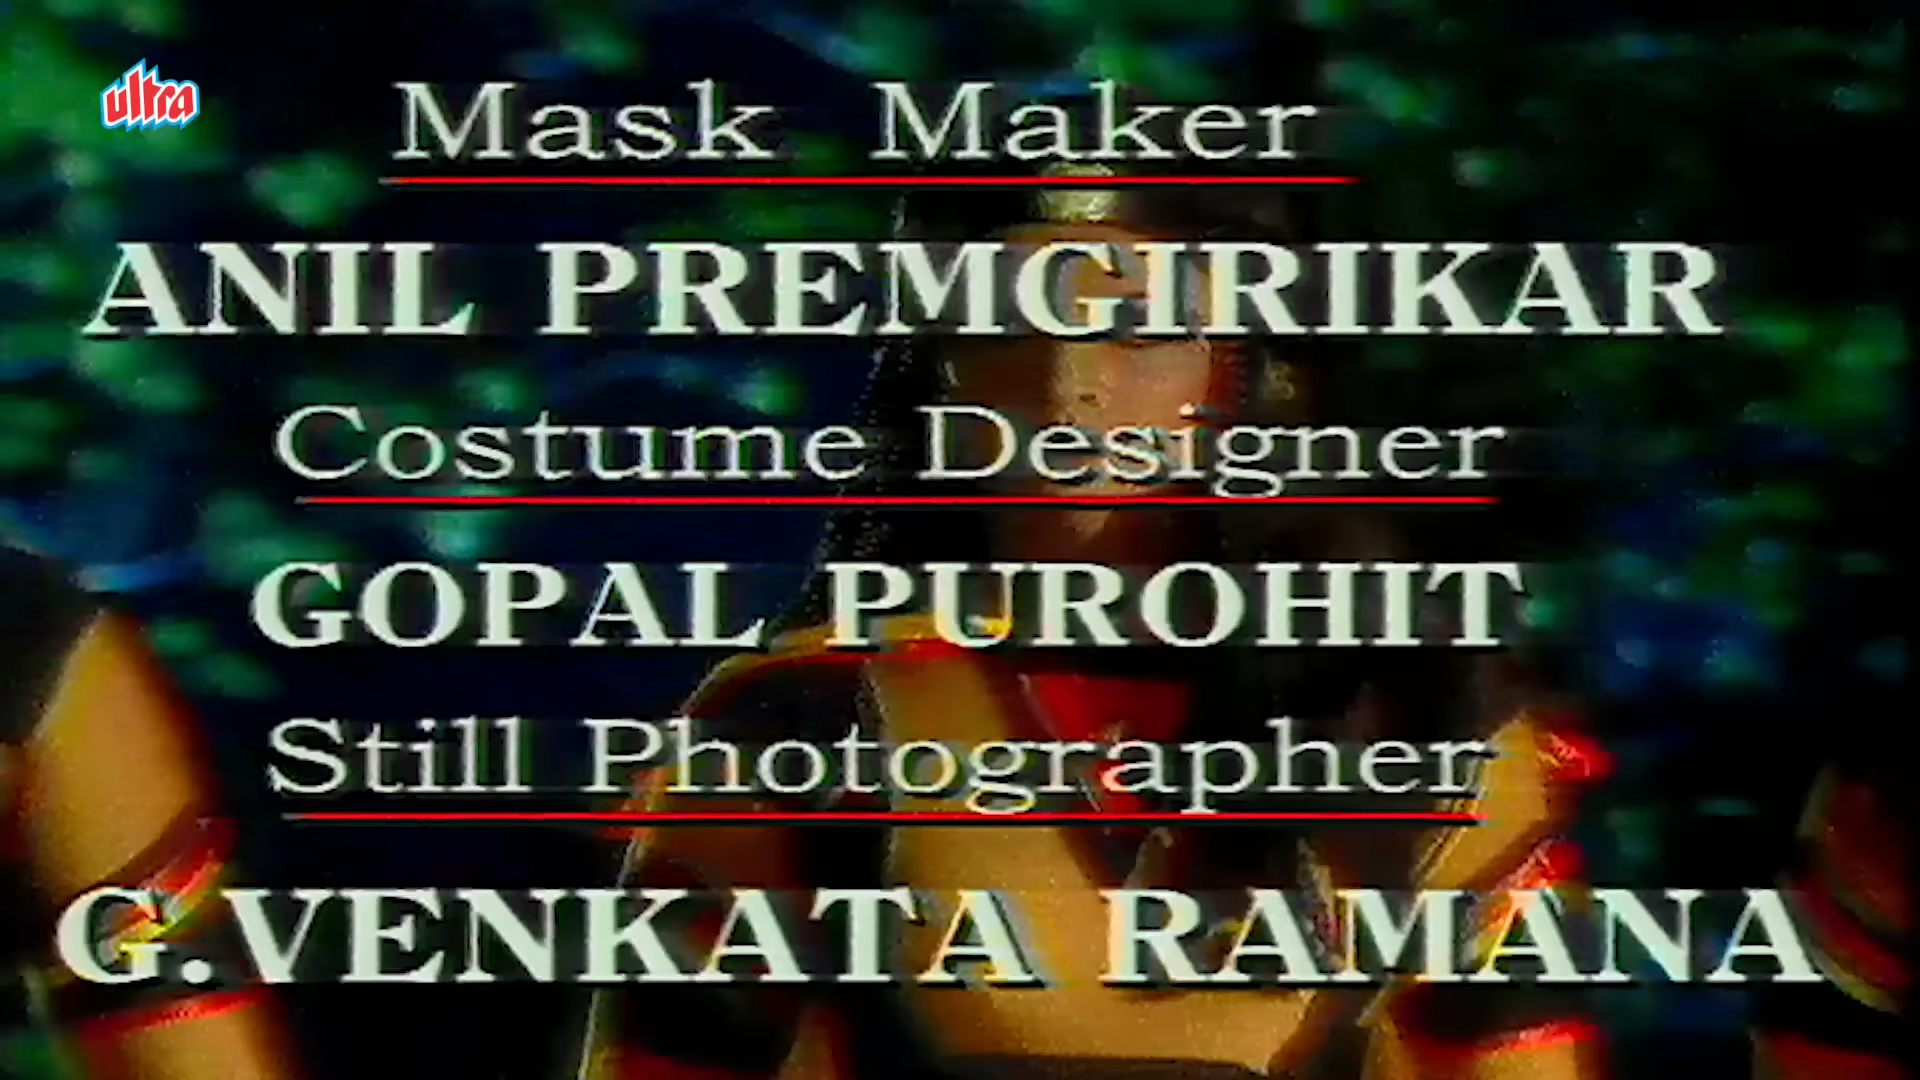 ultra
Mask Maker
ANIL PREMGIRIKAR
Costume Designer
GOPAL PUROHIT
Still Photographer
G.VENKATA RAMANA